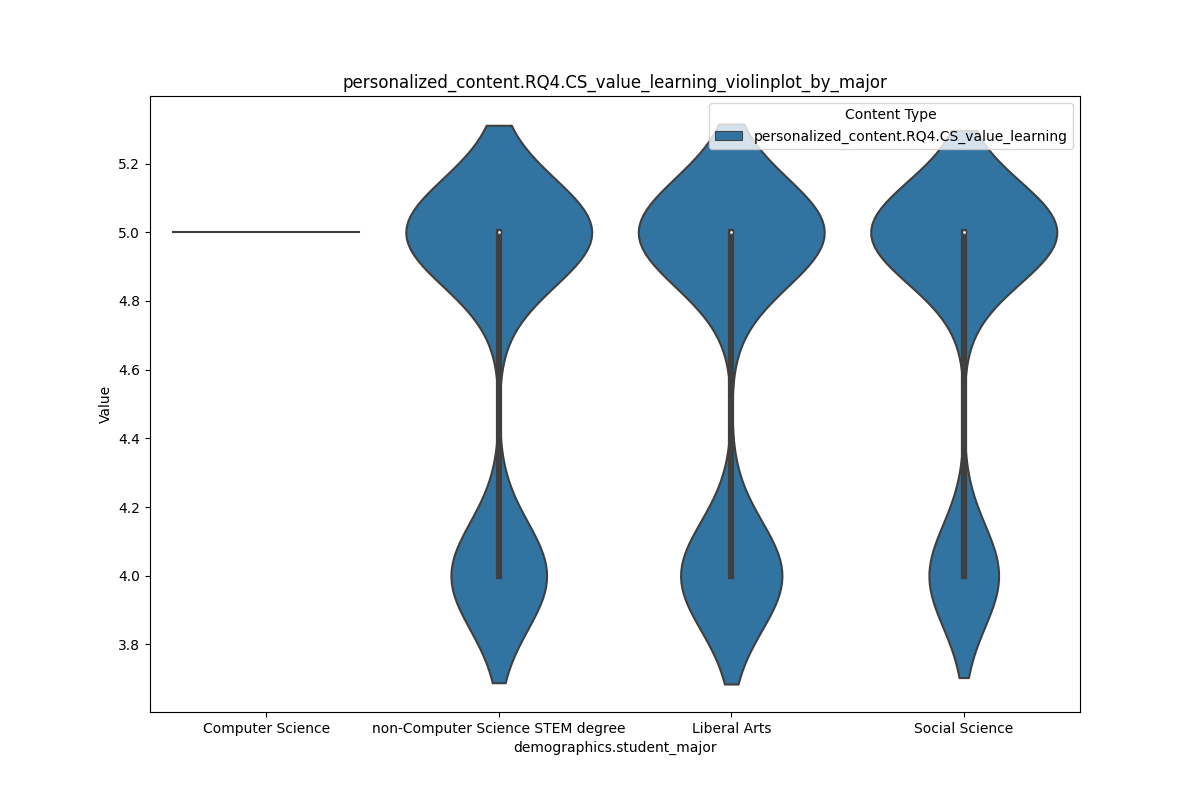 personalized_content.RQ4.CS_value_learning_violinplot_by_major
Content Type
personalized_content.RQ4.CS_value_learning
5.2
5.0
4.8
4.6
4.4
4.2
4.0
3.8
Value
Computer Science
non-Computer Science STEM degree
Liberal Arts
Social Science
demographics.student_major